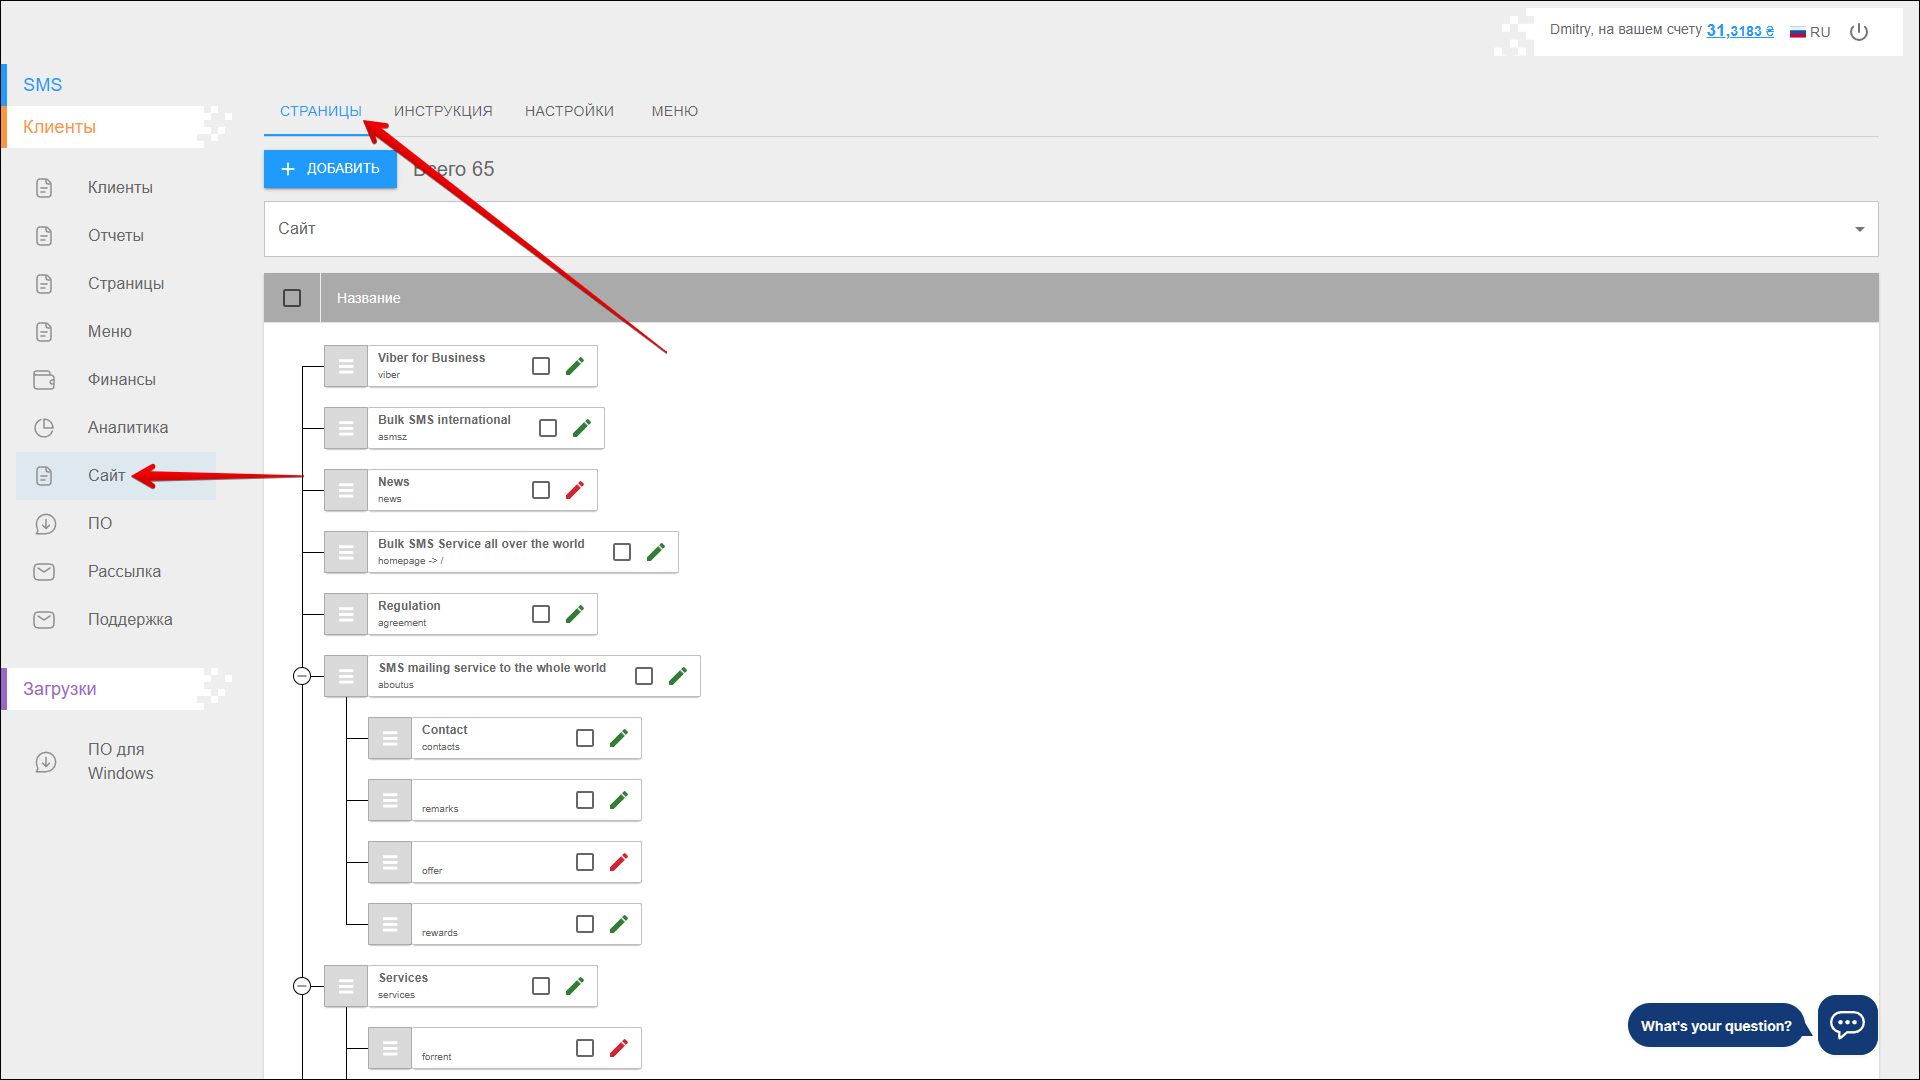 Dmitry, на вашем счету 31,3183 ₴ RU
SMS
Клиенты
Клиенты
Отчеты
Страницы
Меню
Финансы
Аналитика
Сайт
ПО
Рассылка
Поддержка
Загрузки
ПО для
Windows
СТРАНИЦЫ ИНСТРУКЦИЯ НАСТРОЙКИ МЕНЮ
ДОБАВИТЬ Всего 65
Сайт
Название
Viber for Business
viber
Bulk SMS international
asmsz
News
news
Bulk SMS Service all over the world
homepage -> /
Regulation
agreement
SMS mailing service to the whole world
aboutus
Contact
contacts
remarks
offer
rewards
Services
services
forrent
What's your question?